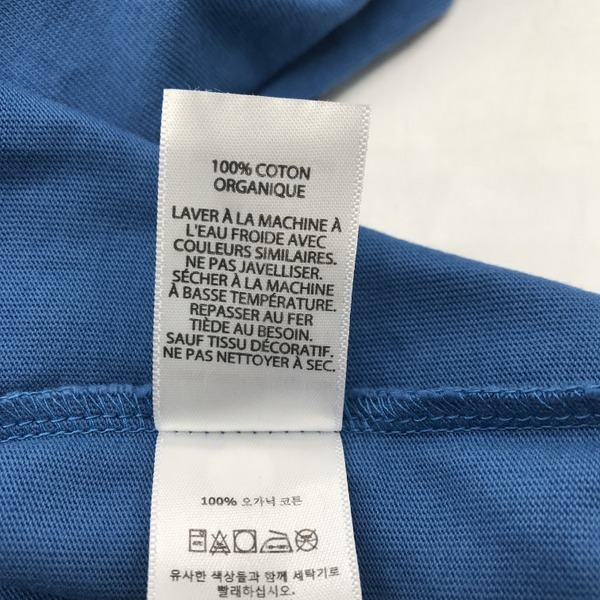 100% COTON
ORGANIQUE
LAVER À LA MACHINE À
L'EAU FROIDE AVEC
COULEURS SIMILAIRES.
NE PAS JAVELLISER.
SÉCHER À LA MACHINE
À BASSE TEMPÉRATURE.
REPASSER AU FER
TIÈDE AU BESOIN.
SAUF TISSU DÉCORATIF.
NE PAS NETTOYER À SEC.
100% 오가닉 코튼
유사한 색상들과 함께 세탁기로
빨래하십시오.